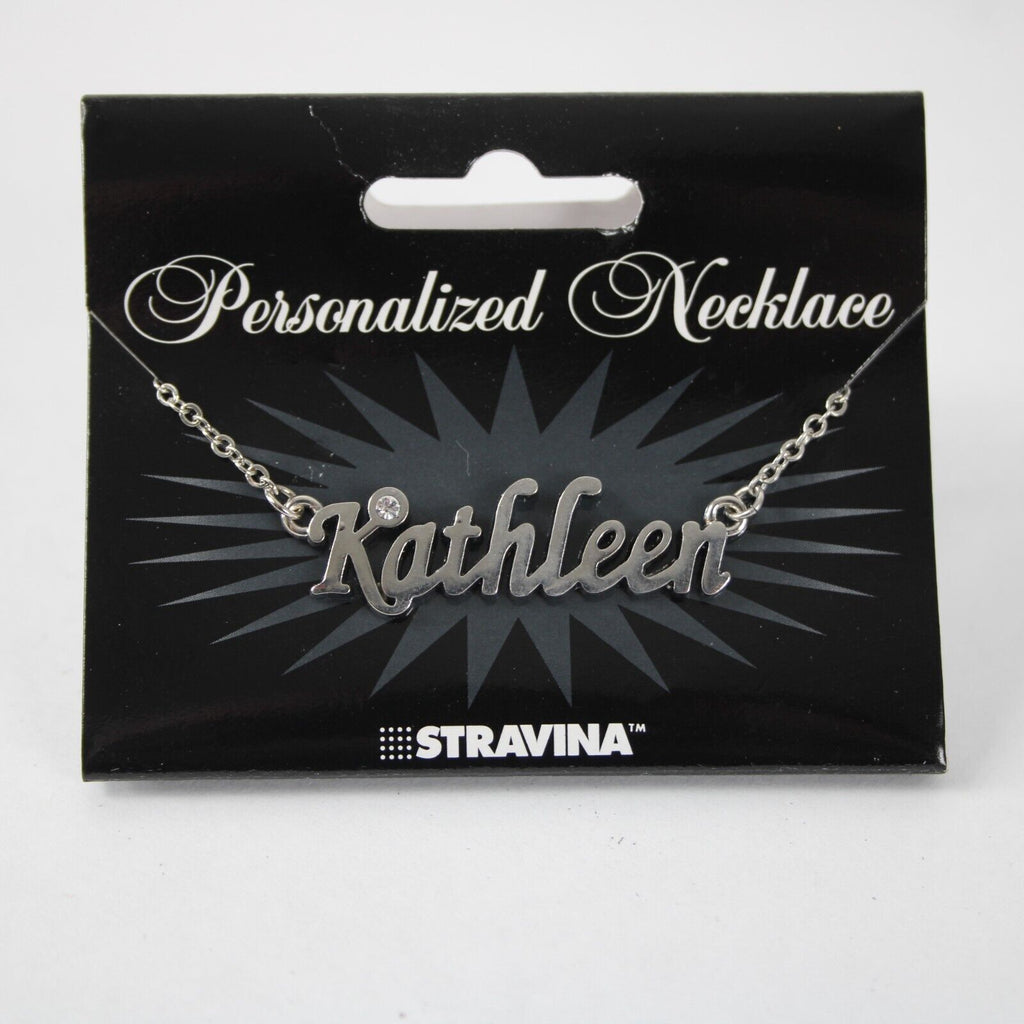 Personalized Necklace
Kathleen
STRAVINA™